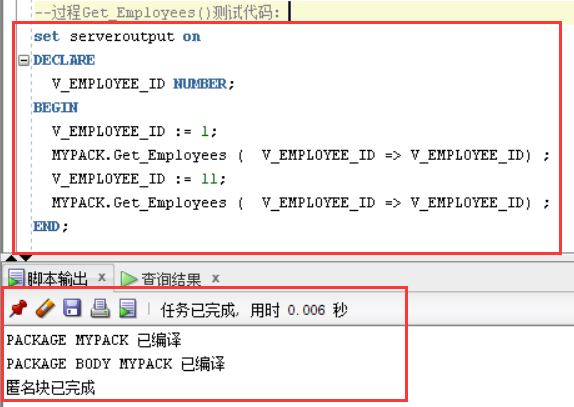 --过程Get_Employees()测试代码:
set serveroutput on
DECLARE
V_EMPLOYEE_ID NUMBER;
BEGIN
V_EMPLOYEE_ID := 1;
MYPACK.Get_Employees (  V_EMPLOYEE_ID => V_EMPLOYEE_ID) ;
V_EMPLOYEE_ID := 11;
MYPACK.Get_Employees (  V_EMPLOYEE_ID => V_EMPLOYEE_ID) ;
END;
脚本输出 x 查询结果 x
任务已完成, 用时 0.006 秒
PACKAGE MYPACK 已编译
PACKAGE BODY MYPACK 已编译
匿名块已完成